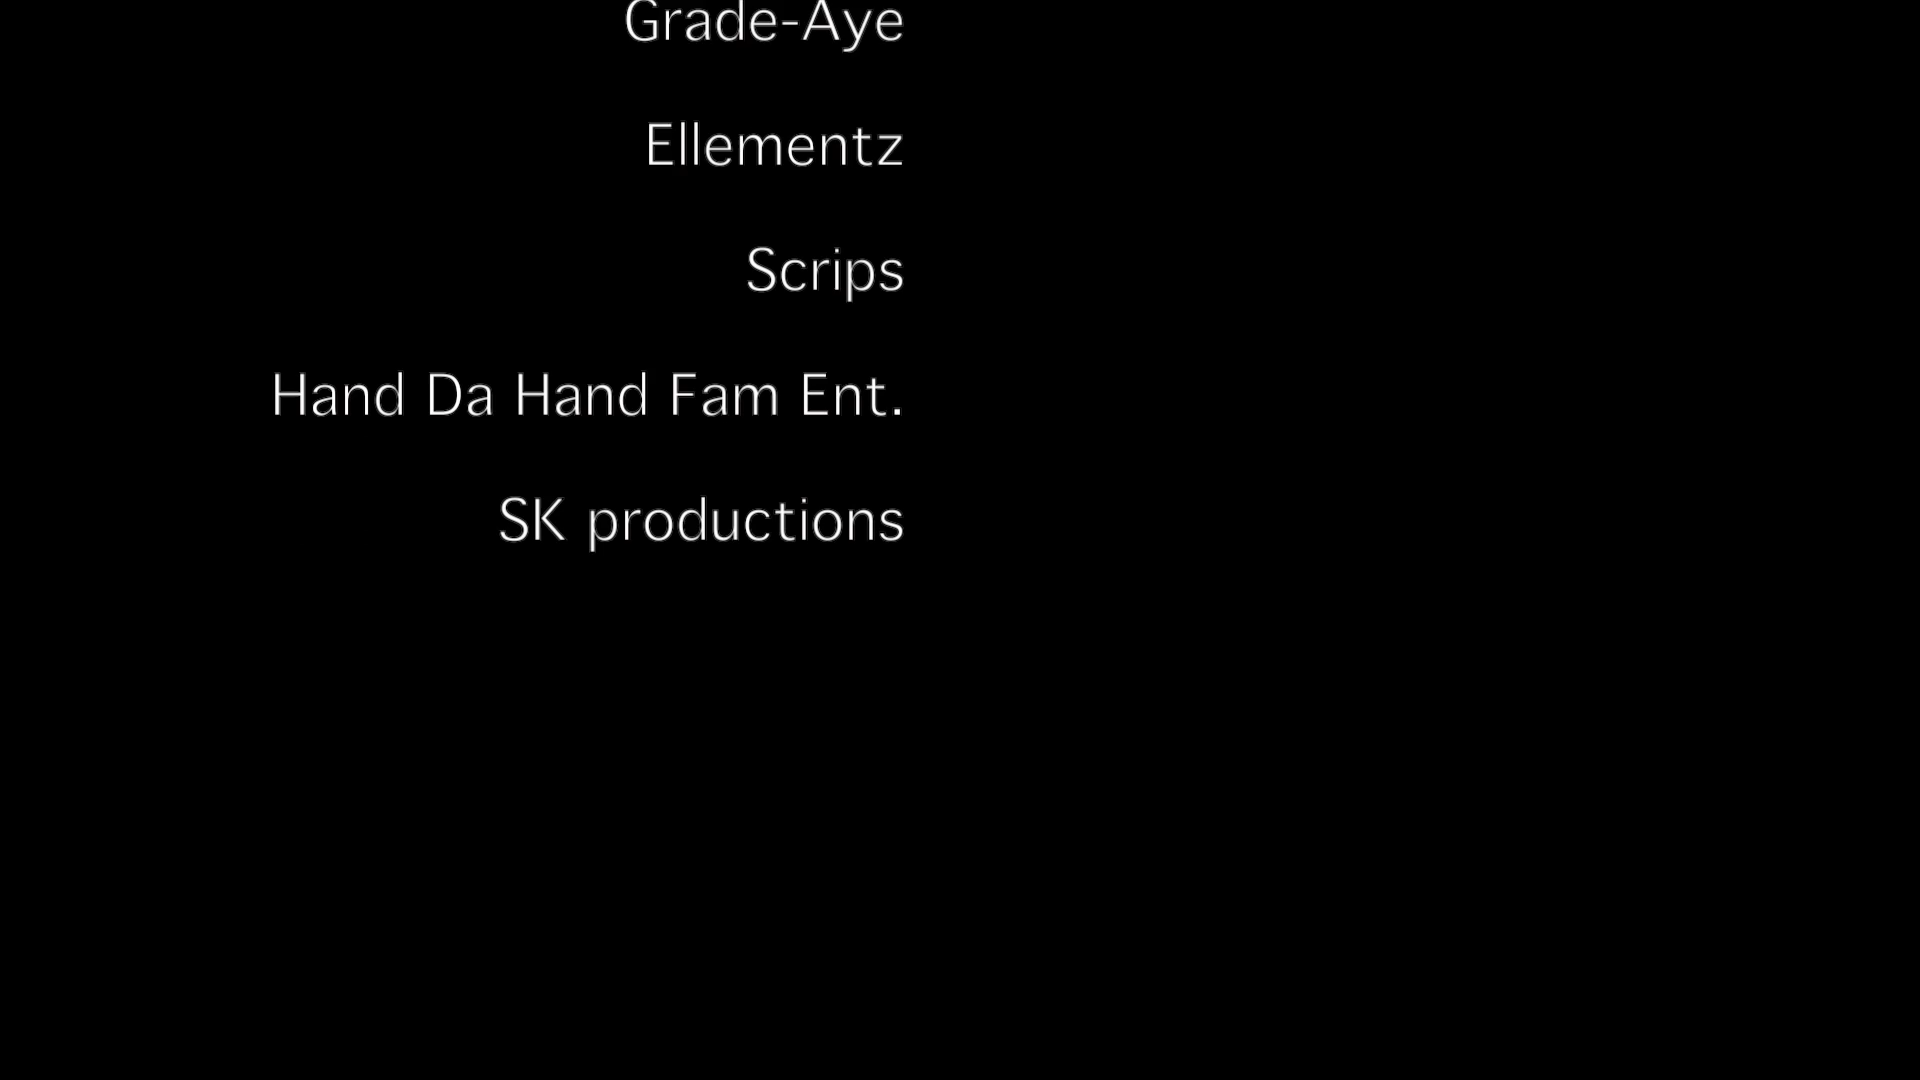 Grade-Aye
Ellementz
Scrips
Hand Da Hand Fam Ent.
SK productions